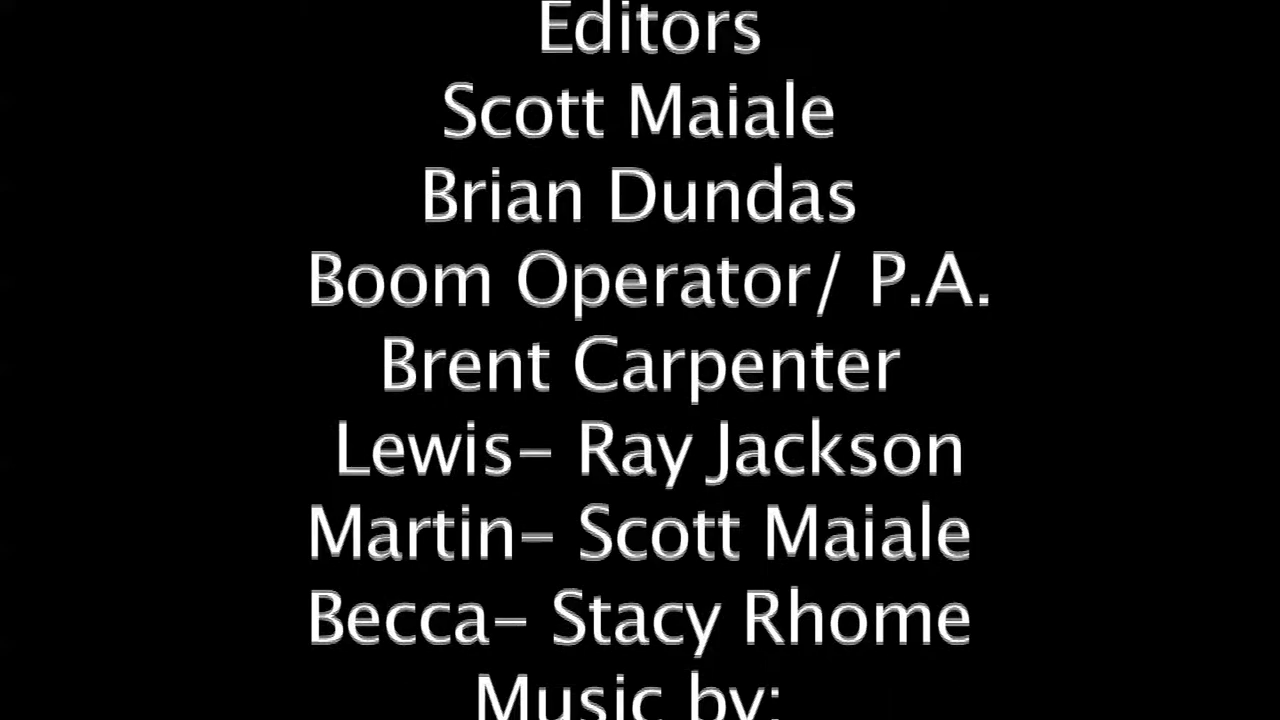 Editors
Scott Maiale
Brian Dundas
Boom Operator/ P.A.
Brent Carpenter
Lewis- Ray Jackson
Martin- Scott Maiale
Becca- Stacy Rhome
Music by: